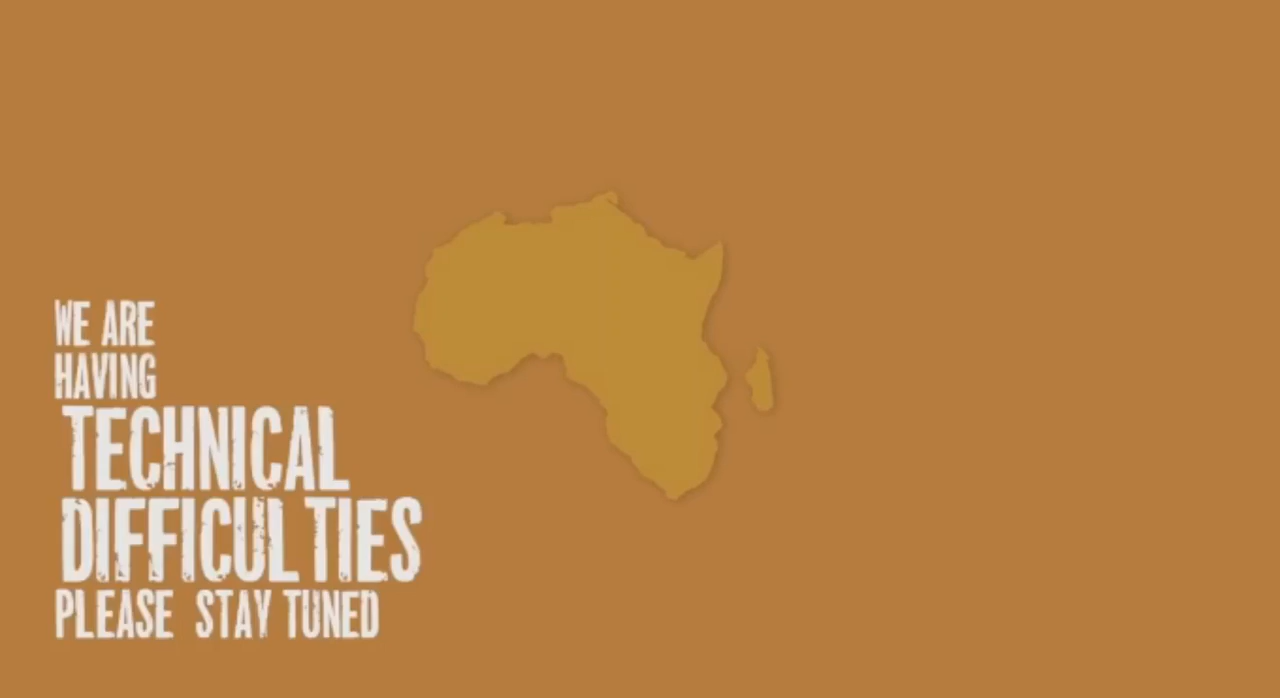 WE ARE
HAVING
TECHNICAL
DIFFICULTIES
PLEASE STAY TUNED